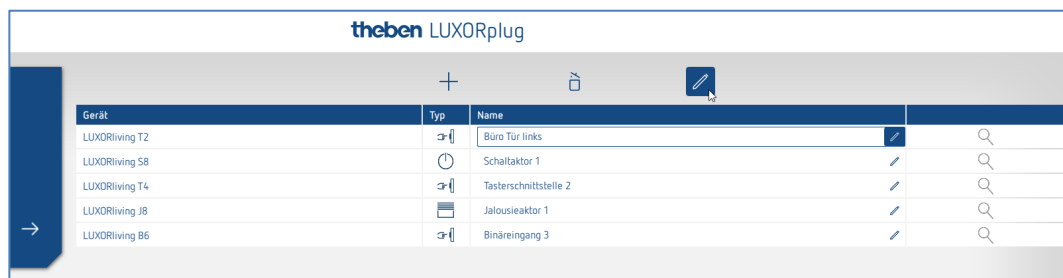 theben LUXORplug
Gerät Typ Name
LUXORliving T2 Büro Tür links
LUXORliving S8 Schaltaktor 1
LUXORliving T4 Tasterschnittstelle 2
LUXORliving J8 Jalousieaktor 1
LUXORliving B6 Binäreingang 3